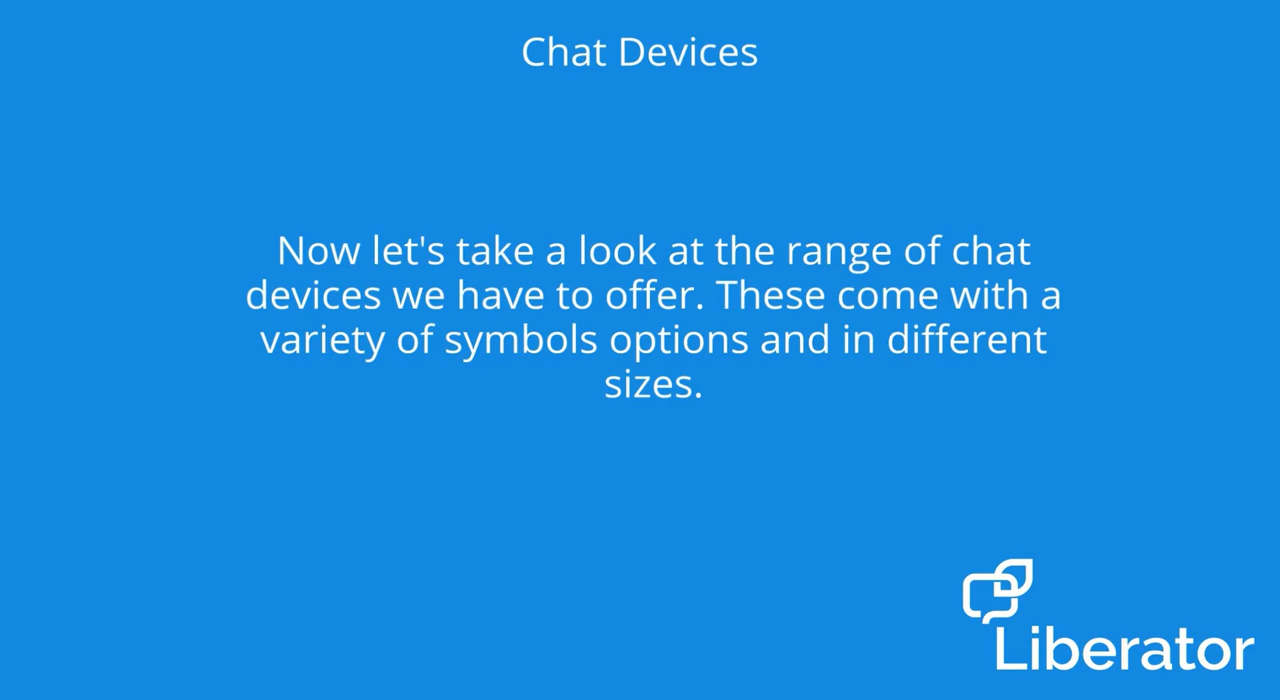 Chat Devices
Now let's take a look at the range of chat
devices we have to offer. These come with a
variety of symbols options and in different
sizes.
Liberator